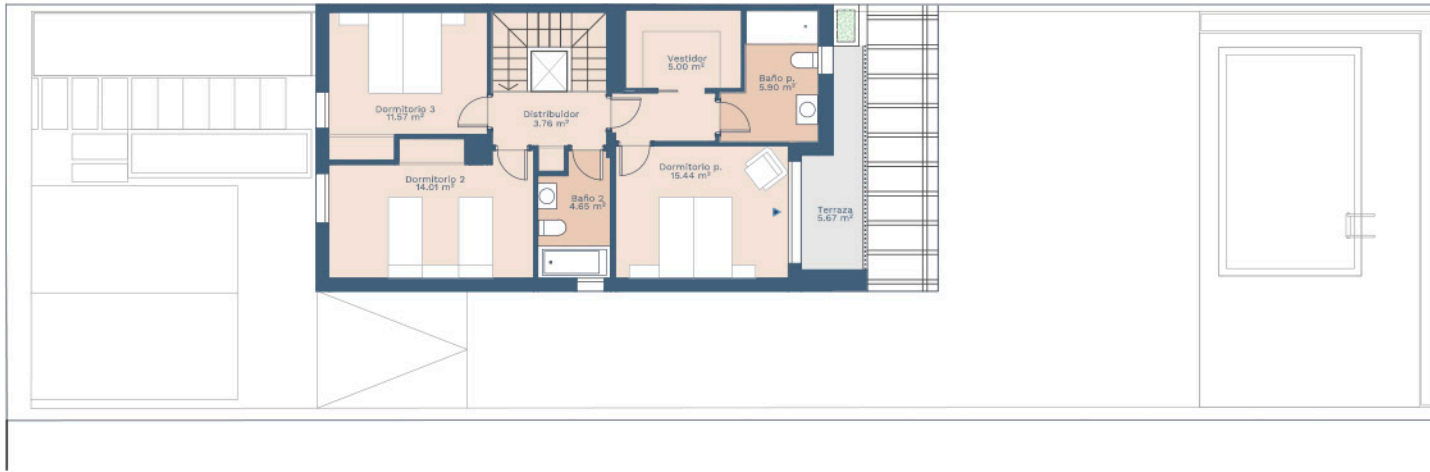 Vestidor
5.00 m²
Baño p.
5.90 m²
Dormitorio 3
11.57 m²
Distribuidor
3.76 m²
Dormitorio p.
15.44 m²
Dormitorio 2
14.01 m²
Baño 2
4.65 m²
Terraza
5.67 m²